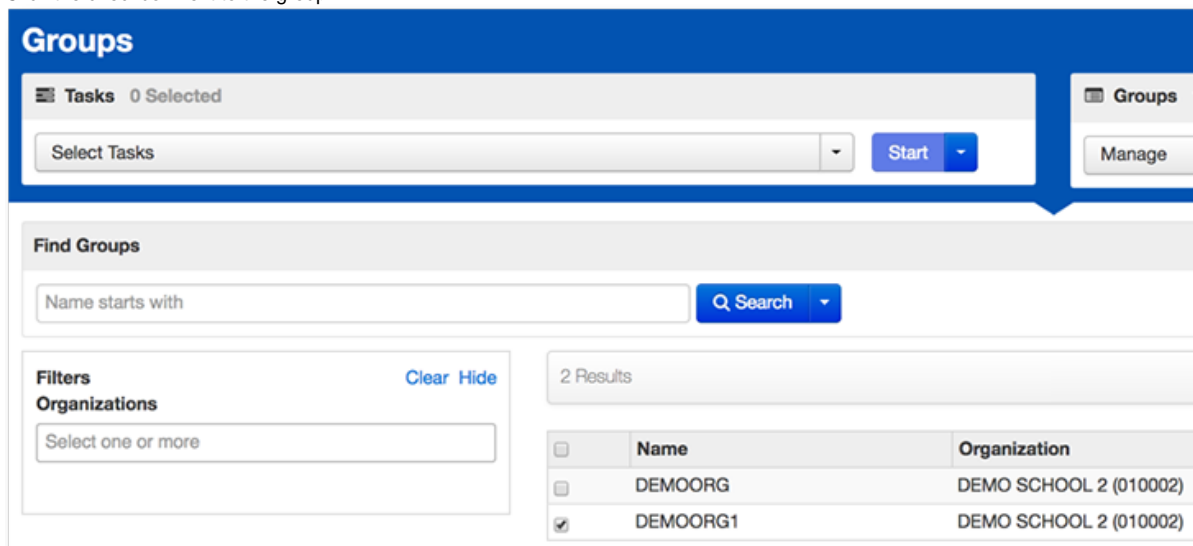 Groups
Tasks 0 Selected
Groups
Select Tasks
Start
Manage
Find Groups
Name starts with
Search
Filters
Clear Hide
Organizations
Select one or more
2 Results
Name Organization
DEMOORG DEMO SCHOOL 2 (010002)
DEMOORG1 DEMO SCHOOL 2 (010002)